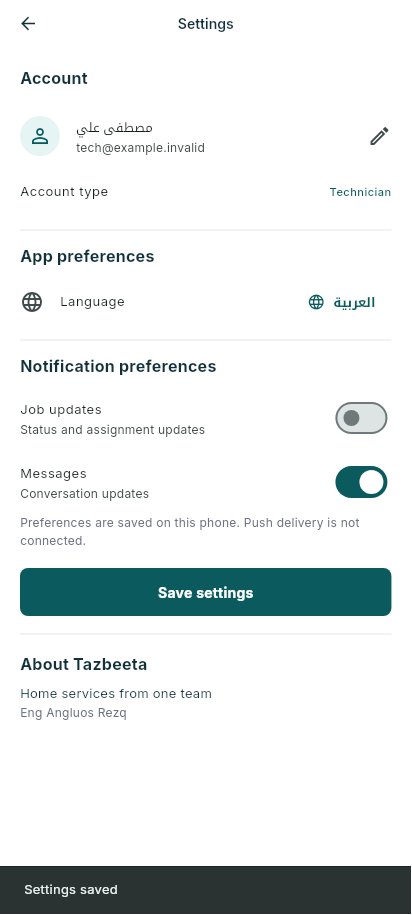 Settings
Account
مصطفى علي
tech@example.invalid
Account type
Technician
App preferences
Language
العربية
Notification preferences
Job updates
Status and assignment updates
Messages
Conversation updates
Preferences are saved on this phone. Push delivery is not
connected.
Save settings
About Tazbeeta
Home services from one team
Eng Angluos Rezq
Settings saved